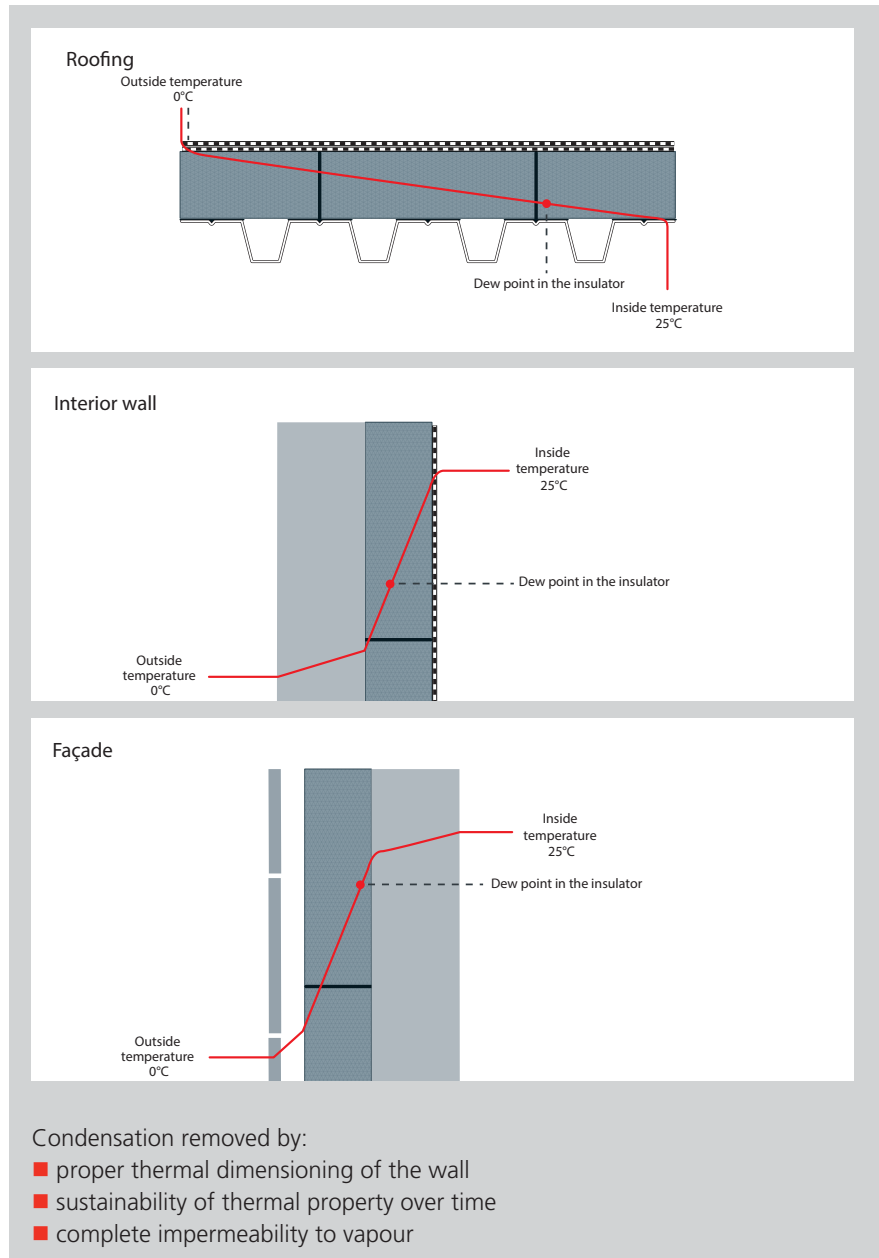 Roofing
Outside temperature
0°C
Dew point in the insulator
Inside temperature
25°C
Interior wall
Inside
temperature
25°C
Dew point in the insulator
Outside
temperature
0°C
Façade
Inside
temperature
25°C
Dew point in the insulator
Outside
temperature
0°C
Condensation removed by:
■ proper thermal dimensioning of the wall
■ sustainability of thermal property over time
■ complete impermeability to vapour